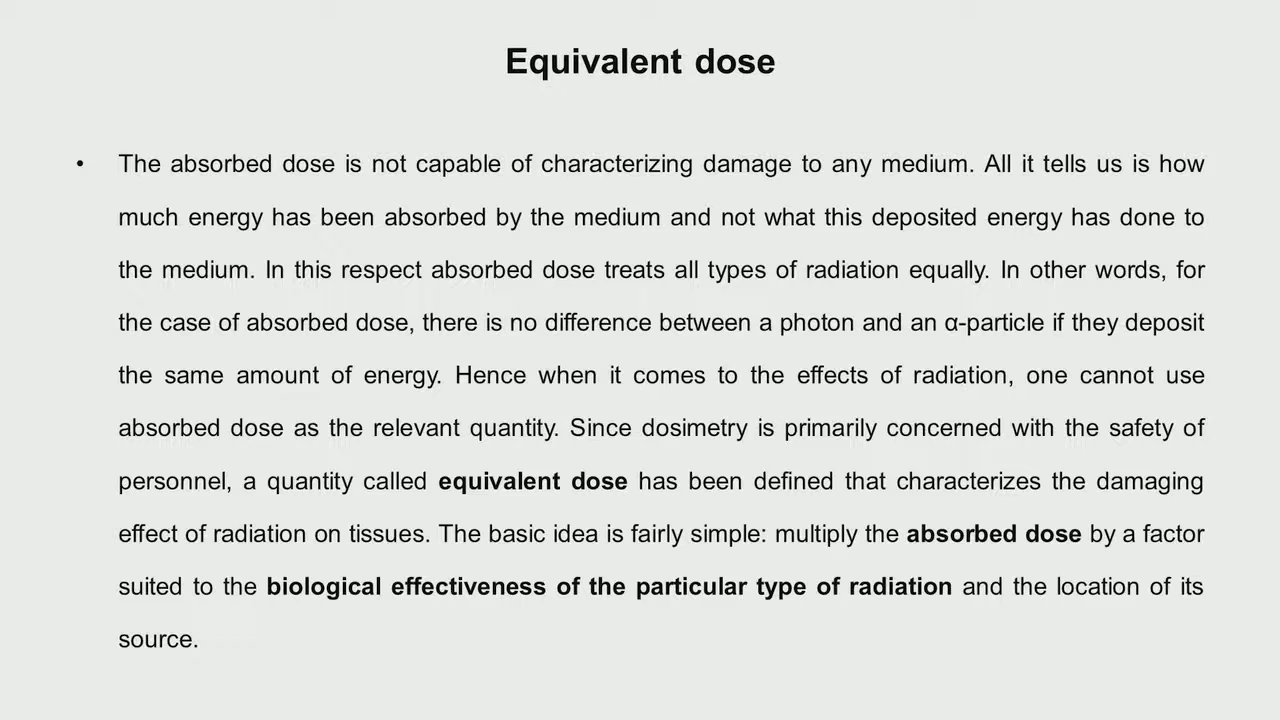 Equivalent dose
• The absorbed dose is not capable of characterizing damage to any medium. All it tells us is how
much energy has been absorbed by the medium and not what this deposited energy has done to
the medium. In this respect absorbed dose treats all types of radiation equally. In other words, for
the case of absorbed dose, there is no difference between a photon and an α-particle if they deposit
the same amount of energy. Hence when it comes to the effects of radiation, one cannot use
absorbed dose as the relevant quantity. Since dosimetry is primarily concerned with the safety of
personnel, a quantity called equivalent dose has been defined that characterizes the damaging
effect of radiation on tissues. The basic idea is fairly simple: multiply the absorbed dose by a factor
suited to the biological effectiveness of the particular type of radiation and the location of its
source.